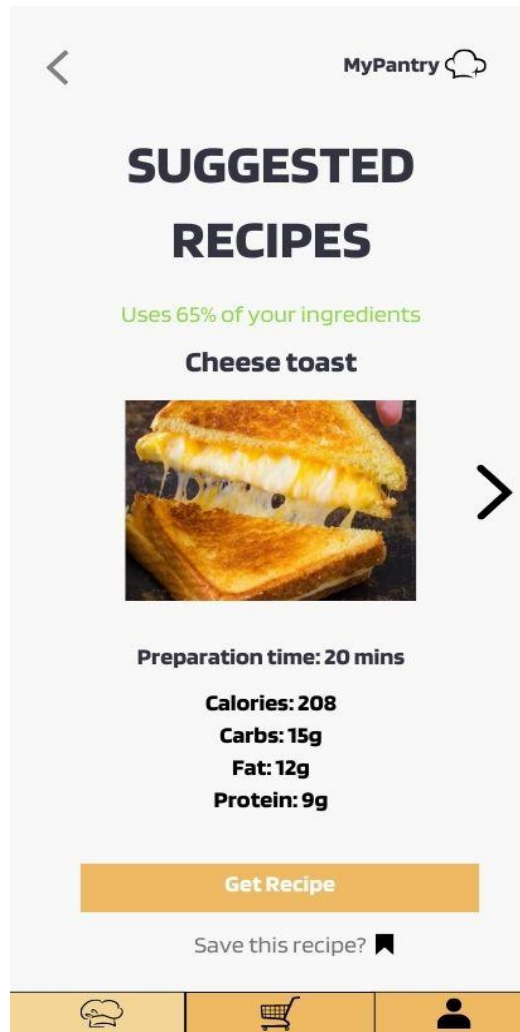 MyPantry
SUGGESTED
RECIPES
Uses 65% of your ingredients
Cheese toast
Preparation time: 20 mins
Calories: 208
Carbs: 15g
Fat: 12g
Protein: 9g
Get Recipe
Save this recipe?